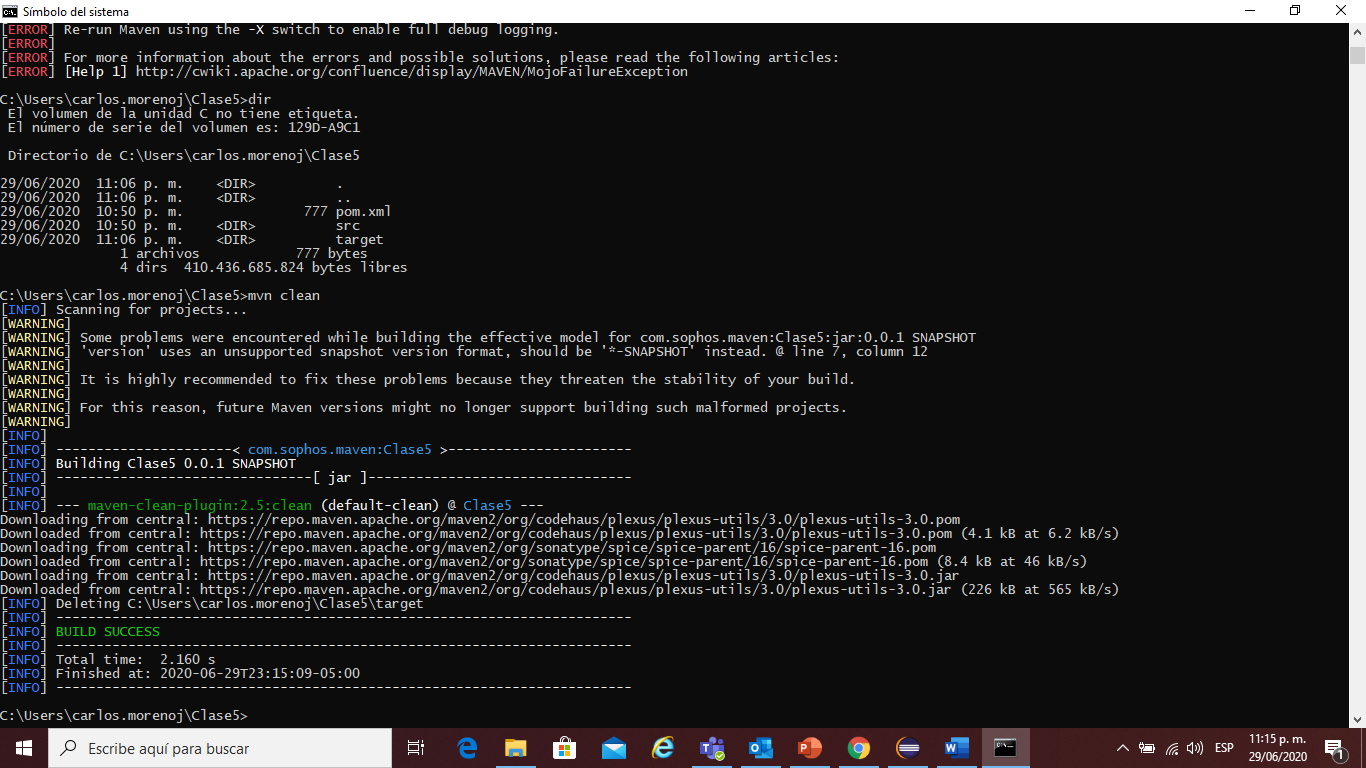 Símbolo del sistema
[ERROR] Re-run Maven using the -X switch to enable full debug logging.
[ERROR]
[ERROR] For more information about the errors and possible solutions, please read the following articles:
[ERROR] [Help 1] http://cwiki.apache.org/confluence/display/MAVEN/MojoFailureException
C:\Users\carlos.morenoj\Clase5>dir
El volumen de la unidad C no tiene etiqueta.
El número de serie del volumen es: 129D-A9C1
Directorio de C:\Users\carlos.morenoj\Clase5
29/06/2020  11:06 p. m.    <DIR>          .
29/06/2020  11:06 p. m.    <DIR>          ..
29/06/2020  10:50 p. m.               777 pom.xml
29/06/2020  10:50 p. m.    <DIR>          src
29/06/2020  11:06 p. m.    <DIR>          target
1 archivos            777 bytes
4 dirs  410.436.685.824 bytes libres
C:\Users\carlos.morenoj\Clase5>mvn clean
[INFO] Scanning for projects...
[WARNING]
[WARNING] Some problems were encountered while building the effective model for com.sophos.maven:Clase5:jar:0.0.1 SNAPSHOT
[WARNING] 'version' uses an unsupported snapshot version format, should be '*-SNAPSHOT' instead. @ line 7, column 12
[WARNING]
[WARNING] It is highly recommended to fix these problems because they threaten the stability of your build.
[WARNING]
[WARNING] For this reason, future Maven versions might no longer support building such malformed projects.
[WARNING]
[INFO]
[INFO] ----------------------< com.sophos.maven:Clase5 >-----------------------
[INFO] Building Clase5 0.0.1 SNAPSHOT
[INFO] --------------------------------[ jar ]---------------------------------
[INFO]
[INFO] --- maven-clean-plugin:2.5:clean (default-clean) @ Clase5 ---
Downloading from central: https://repo.maven.apache.org/maven2/org/codehaus/plexus/plexus-utils/3.0/plexus-utils-3.0.pom
Downloaded from central: https://repo.maven.apache.org/maven2/org/codehaus/plexus/plexus-utils/3.0/plexus-utils-3.0.pom (4.1 kB at 6.2 kB/s)
Downloading from central: https://repo.maven.apache.org/maven2/org/sonatype/spice/spice-parent/16/spice-parent-16.pom
Downloaded from central: https://repo.maven.apache.org/maven2/org/sonatype/spice/spice-parent/16/spice-parent-16.pom (8.4 kB at 46 kB/s)
Downloading from central: https://repo.maven.apache.org/maven2/org/codehaus/plexus/plexus-utils/3.0/plexus-utils-3.0.jar
Downloaded from central: https://repo.maven.apache.org/maven2/org/codehaus/plexus/plexus-utils/3.0/plexus-utils-3.0.jar (226 kB at 565 kB/s)
[INFO] Deleting C:\Users\carlos.morenoj\Clase5\target
[INFO] ------------------------------------------------------------------------
[INFO] BUILD SUCCESS
[INFO] ------------------------------------------------------------------------
[INFO] Total time:  2.160 s
[INFO] Finished at: 2020-06-29T23:15:09-05:00
[INFO] ------------------------------------------------------------------------
C:\Users\carlos.morenoj\Clase5>
Escribe aquí para buscar
ESP
11:15 p. m.
29/06/2020
1